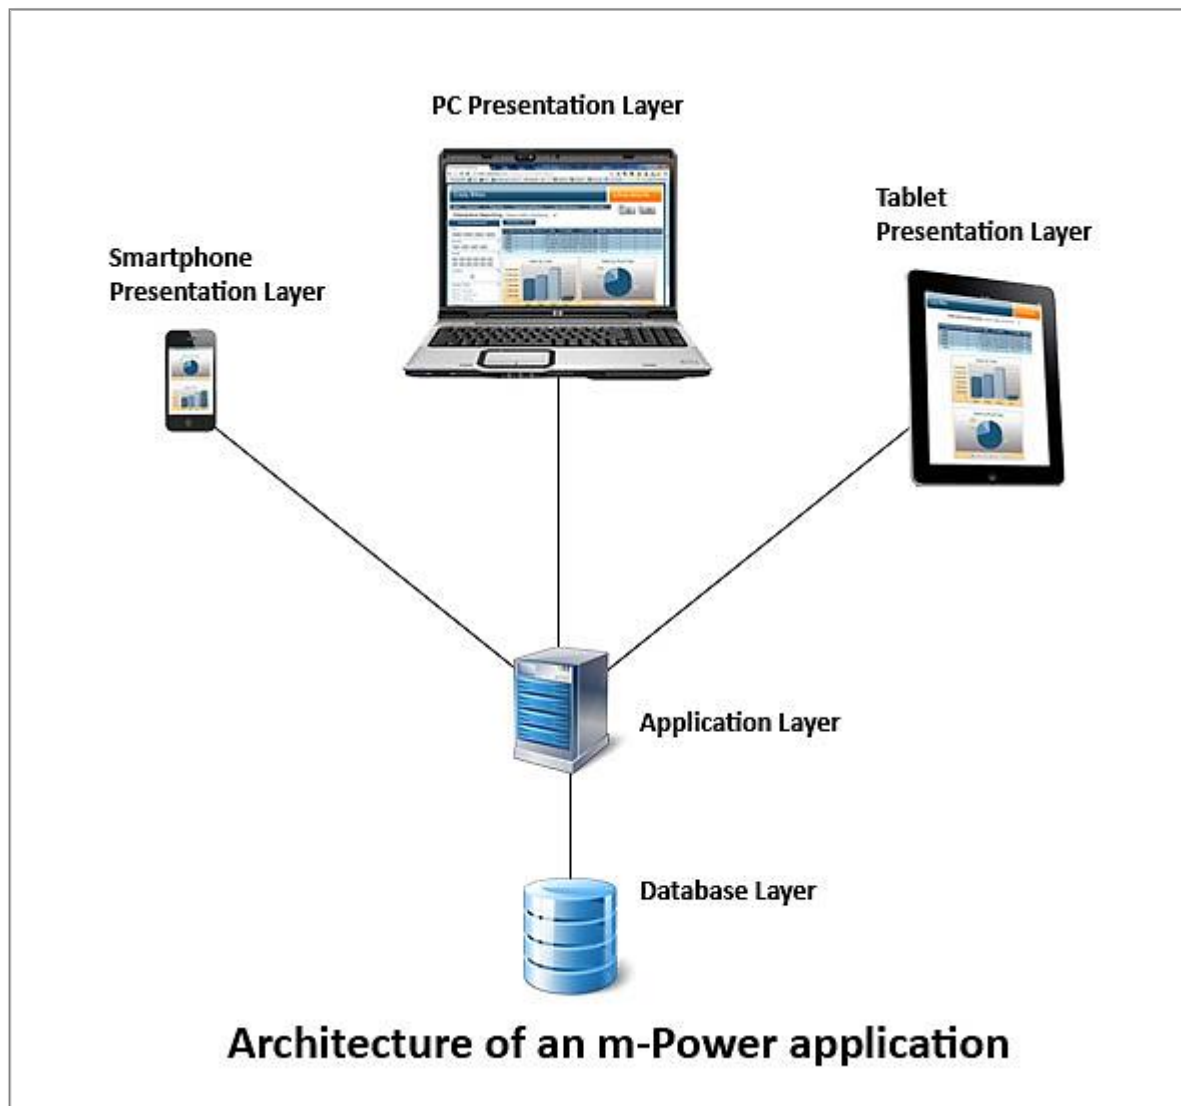 PC Presentation Layer
Tablet
Presentation Layer
Smartphone
Presentation Layer
Application Layer
Database Layer
Architecture of an m-Power application